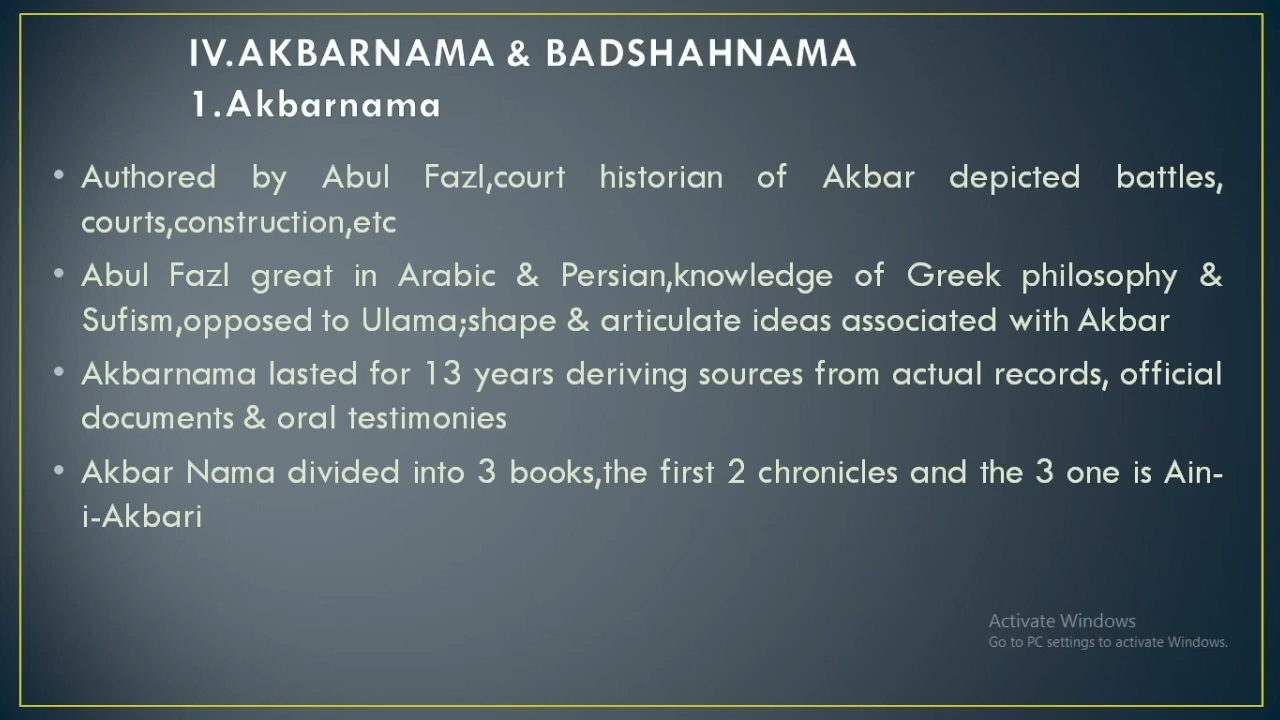 IV.AKBARNAMA & BADSHAHNAMA
1.Akbarnama
• Authored by Abul Fazl,court historian of Akbar depicted battles,
courts,construction,etc
• Abul Fazl great in Arabic & Persian,knowledge of Greek philosophy &
Sufism,opposed to Ulama;shape & articulate ideas associated with Akbar
• Akbarnama lasted for 13 years deriving sources from actual records, official
documents & oral testimonies
• Akbar Nama divided into 3 books,the first 2 chronicles and the 3 one is Ain-
i-Akbari
Activate Windows
Go to PC settings to activate Windows.